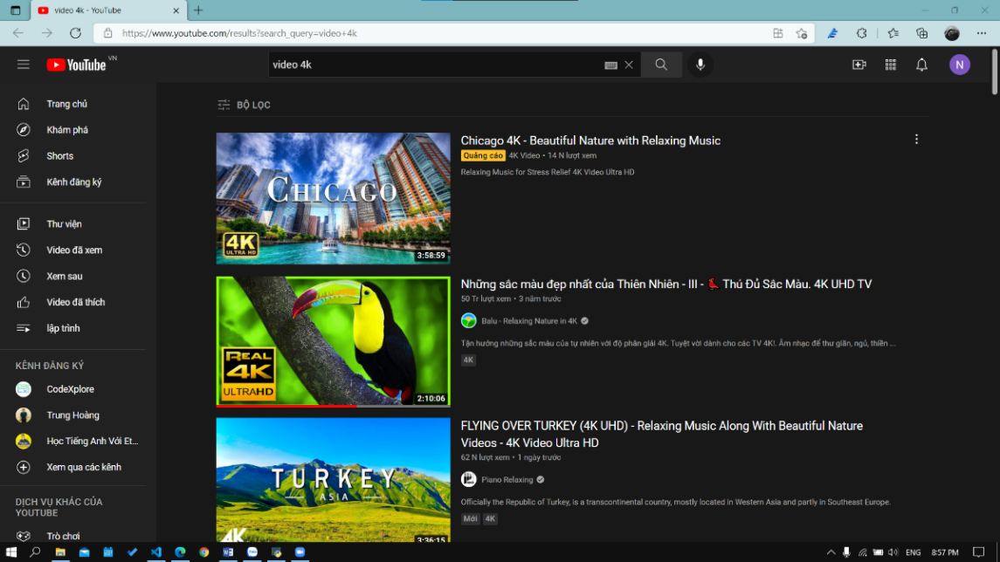 video 4k - YouTube
https://www.youtube.com/results?search_query=video+4k
YouTube VN
video 4k
N
Trang chủ
Khám phá
Shorts
Kênh đăng ký
Thư viện
Video đã xem
Xem sau
Video đã thích
lập trình
KÊNH ĐĂNG KÝ
CodeXplore
Trung Hoàng
Học Tiếng Anh Với Et...
Xem qua các kênh
DỊCH VỤ KHÁC CỦA
YOUTUBE
Trò chơi
BỘ LỌC
CHICAGO
4K
ULTRA HD
3:58:59
Chicago 4K - Beautiful Nature with Relaxing Music
Quảng cáo 4K Video • 14 N lượt xem
Relaxing Music for Stress Relief 4K Video Ultra HD
REAL
4K
ULTRAHD
2:10:06
Những sắc màu đẹp nhất của Thiên Nhiên - III - 💃 Thú Đủ Sắc Màu. 4K UHD TV
50 Tr lượt xem • 3 năm trước
Balu - Relaxing Nature in 4K
Tận hưởng những sắc màu của tự nhiên với độ phân giải 4K. Tuyệt vời dành cho các TV 4K!. Âm nhạc để thư giãn, ngủ, thiền ...
4K
TURKEY
ASIA
4K
3:36:15
FLYING OVER TURKEY (4K UHD) - Relaxing Music Along With Beautiful Nature
Videos - 4K Video Ultra HD
62 N lượt xem • 1 ngày trước
Piano Relaxing
Officially the Republic of Turkey, is a transcontinental country, mostly located in Western Asia and partly in Southeast Europe.
Mới 4K
ENG 8:57 PM